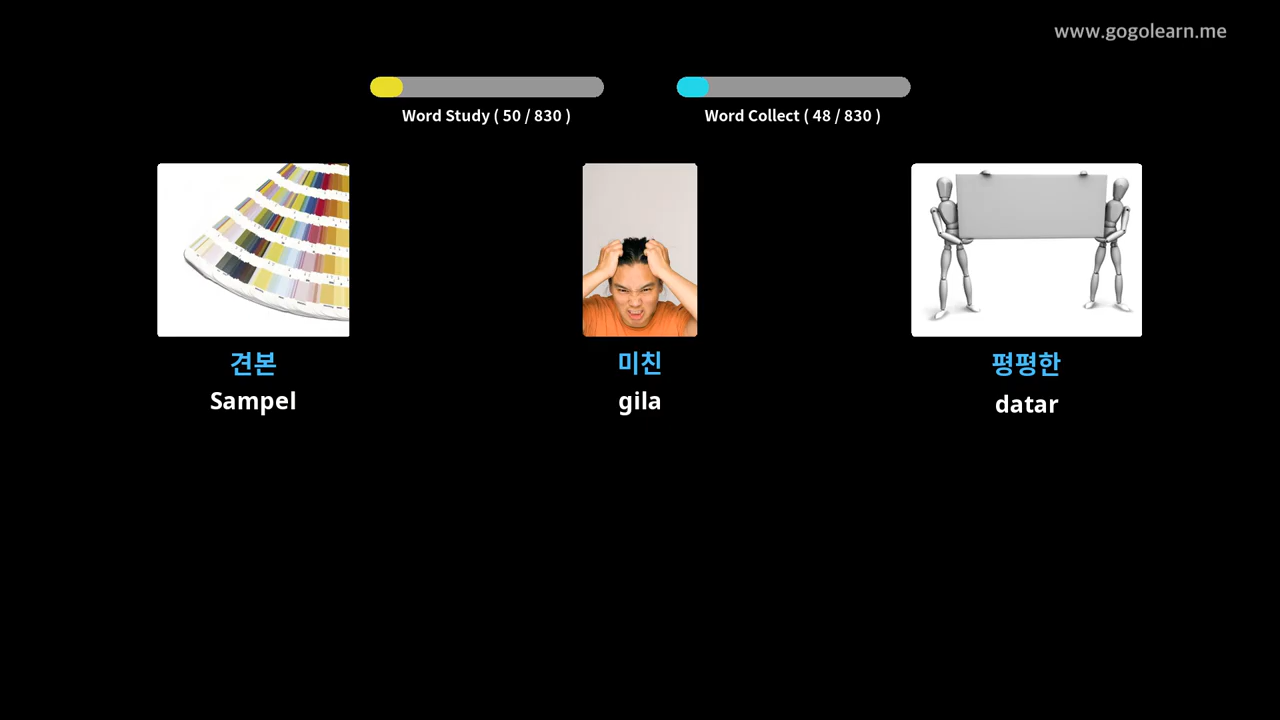 www.gogolearn.me
Word Study ( 50 / 830 )
Word Collect ( 48 / 830 )
견본
Sampel
미친
gila
평평한
datar